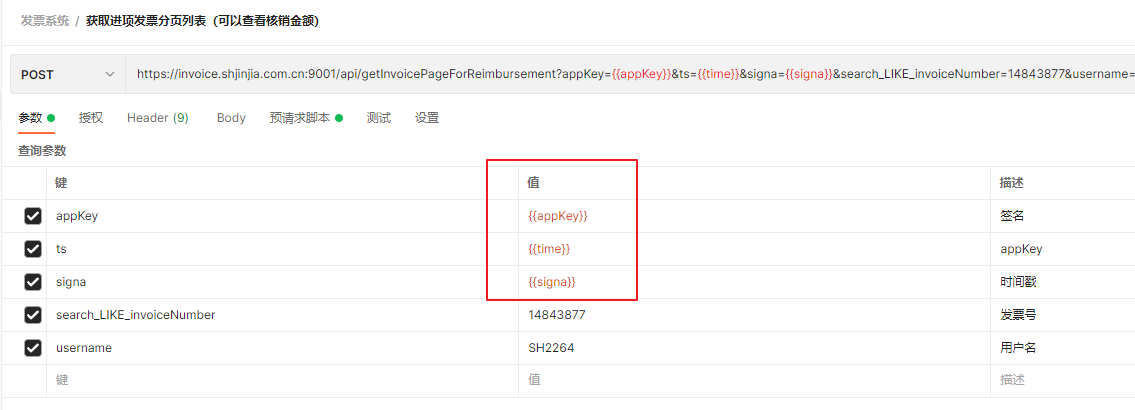 发票系统 / 获取进项发票分页列表（可以查看核销金额）
POST https://invoice.shjinjia.com.cn:9001/api/getInvoicePageForReimbursement?appKey={{appKey}}&ts={{time}}&signa={{signa}}&search_LIKE_invoiceNumber=14843877&username=
参数 授权 Header (9) Body 预请求脚本 测试 设置
查询参数
键 值 描述
appKey {{appKey}} 签名
ts {{time}} appKey
signa {{signa}} 时间戳
search_LIKE_invoiceNumber 14843877 发票号
username SH2264 用户名
键 值 描述